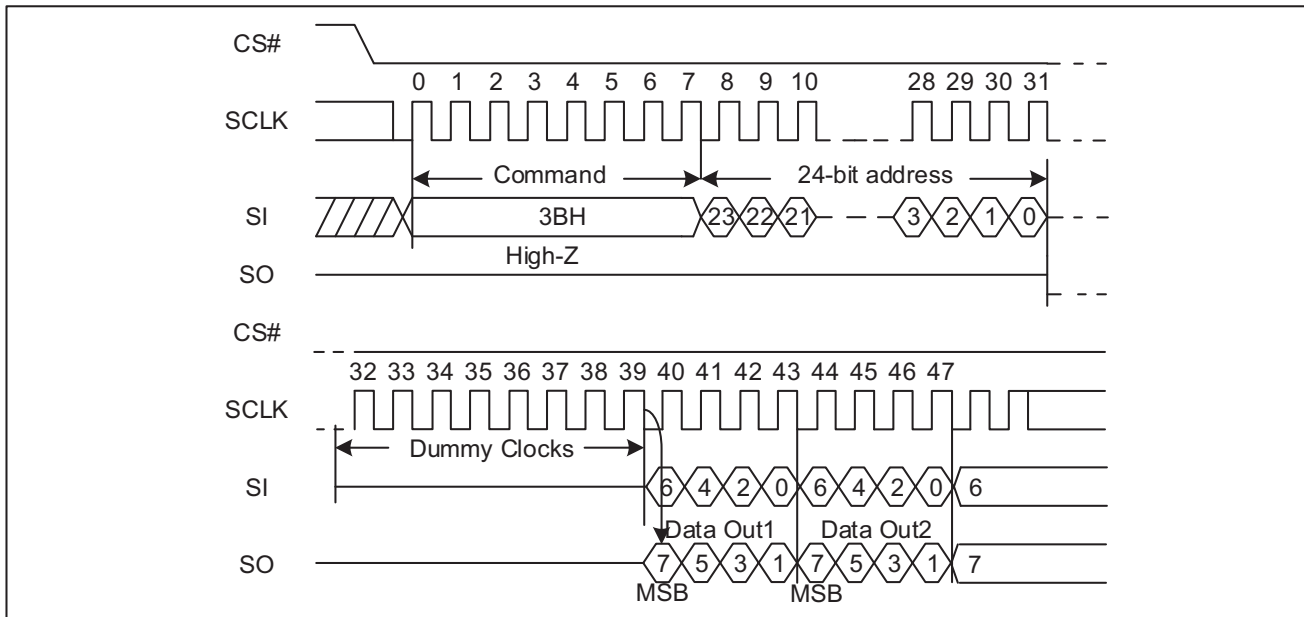 CS#
0 1 2 3 4 5 6 7 8 9 10 28 29 30 31
SCLK
Command 24-bit address
SI 3BH 23 22 21 3 2 1 0
High-Z
SO
CS#
32 33 34 35 36 37 38 39 40 41 42 43 44 45 46 47
SCLK
Dummy Clocks
SI 6 4 2 0 6 4 2 0 6
Data Out1 Data Out2
SO 7 5 3 1 7 5 3 1 7
MSB MSB